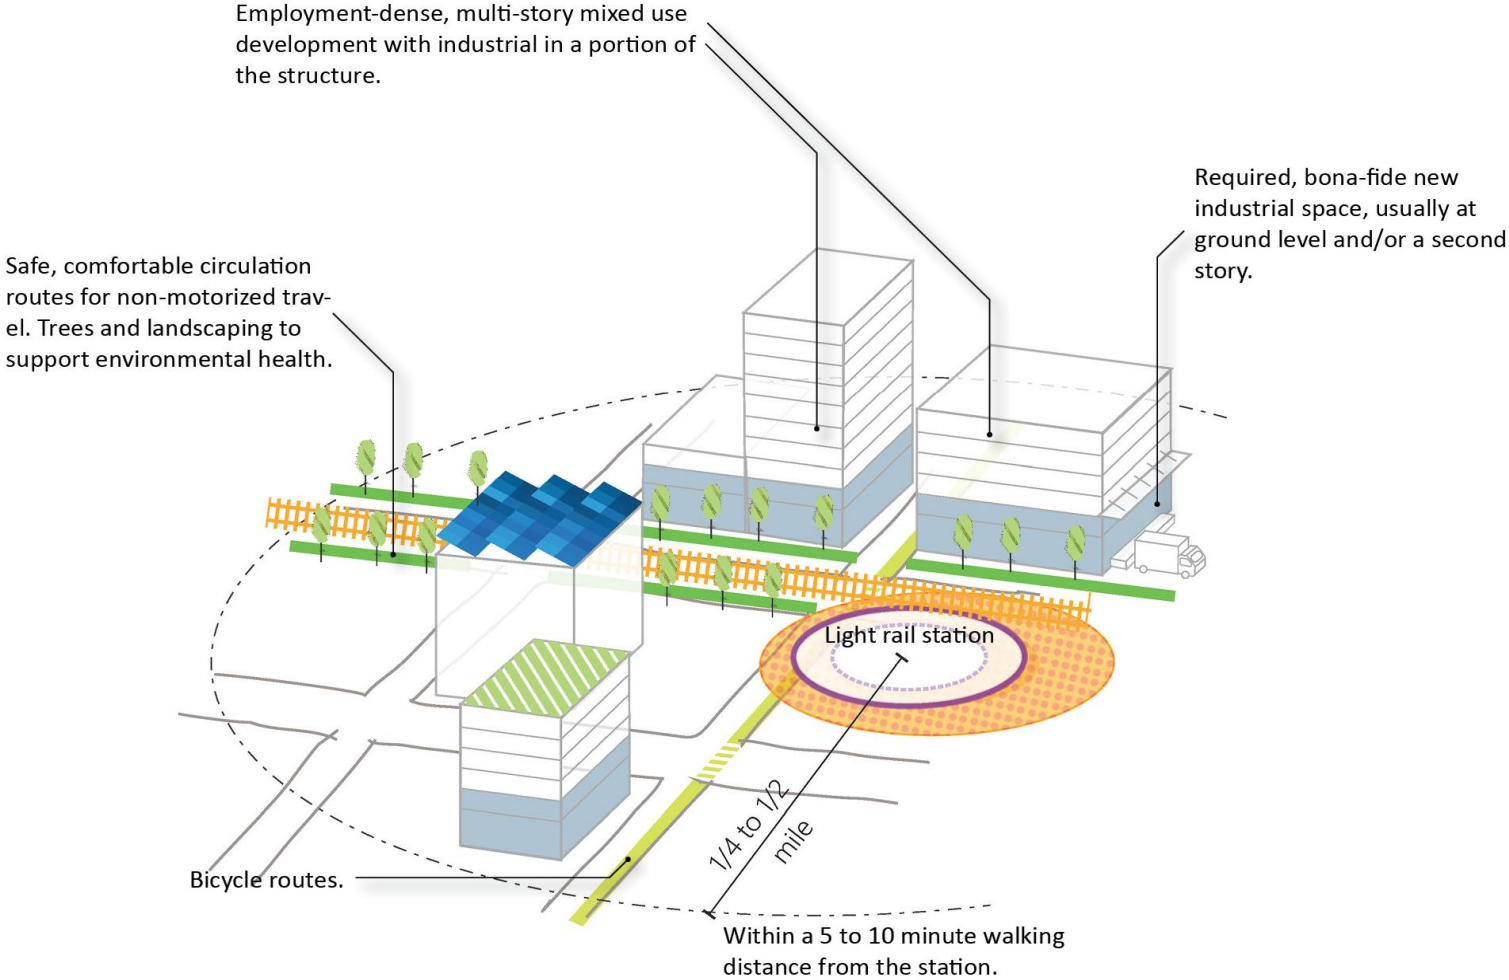 Employment-dense, multi-story mixed use
development with industrial in a portion of
the structure.
Required, bona-fide new
industrial space, usually at
ground level and/or a second
story.
Safe, comfortable circulation
routes for non-motorized trav-
el. Trees and landscaping to
support environmental health.
Light rail station
1/4 to 1/2
mile
Bicycle routes.
Within a 5 to 10 minute walking
distance from the station.